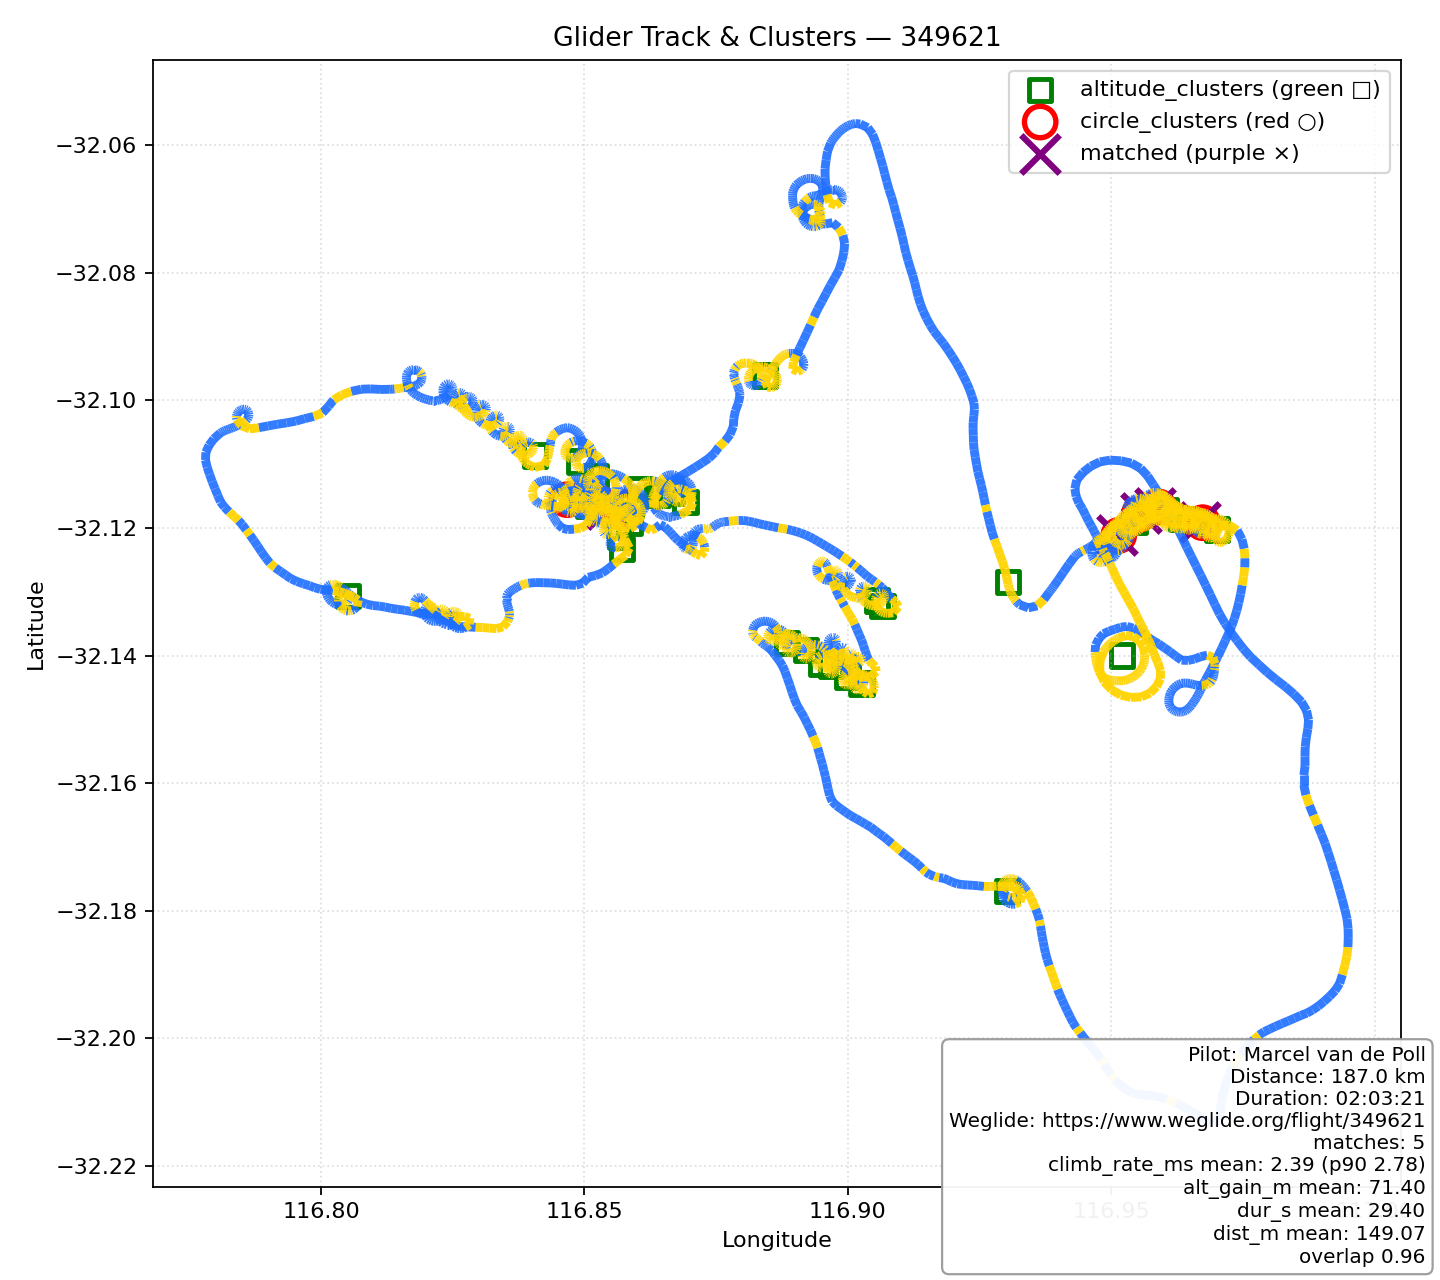 Glider Track & Clusters — 349621
altitude_clusters (green □)
circle_clusters (red ○)
matched (purple ×)
Latitude
−32.06
−32.08
−32.10
−32.12
−32.14
−32.16
−32.18
−32.20
−32.22
116.80
116.85
116.90
116.95
Longitude
Pilot: Marcel van de Poll
Distance: 187.0 km
Duration: 02:03:21
Weglide: https://www.weglide.org/flight/349621
matches: 5
climb_rate_ms mean: 2.39 (p90 2.78)
alt_gain_m mean: 71.40
dur_s mean: 29.40
dist_m mean: 149.07
overlap 0.96